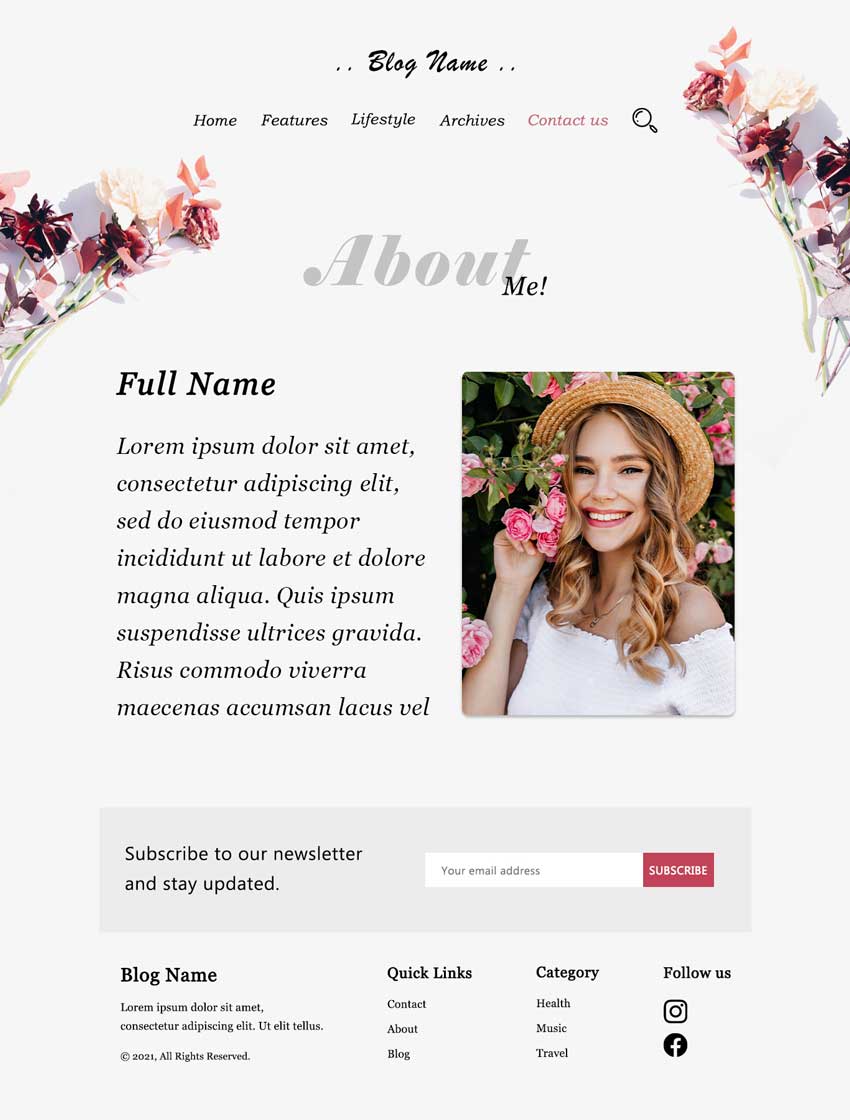 .. Blog Name ..
Home Features Lifestyle Archives Contact us
About
Me!
Full Name
Lorem ipsum dolor sit amet,
consectetur adipiscing elit,
sed do eiusmod tempor
incididunt ut labore et dolore
magna aliqua. Quis ipsum
suspendisse ultrices gravida.
Risus commodo viverra
maecenas accumsan lacus vel
Subscribe to our newsletter
and stay updated.
Your email address
SUBSCRIBE
Blog Name
Lorem ipsum dolor sit amet,
consectetur adipiscing elit. Ut elit tellus.
© 2021, All Rights Reserved.
Quick Links
Contact
About
Blog
Category
Health
Music
Travel
Follow us